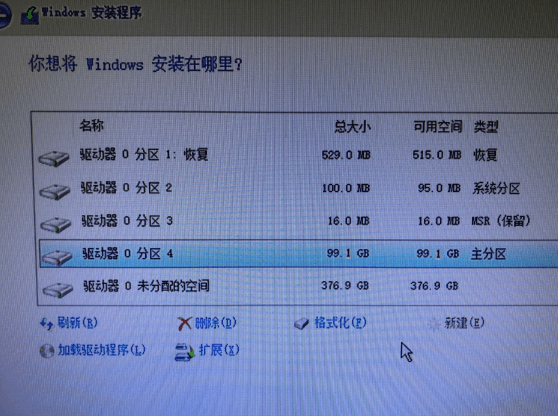 Windows 安装程序
你想将 Windows 安装在哪里?
名称 总大小 可用空间 类型
驱动器 0 分区 1: 恢复 529.0 MB 515.0 MB 恢复
驱动器 0 分区 2 100.0 MB 95.0 MB 系统分区
驱动器 0 分区 3 16.0 MB 16.0 MB MSR (保留)
驱动器 0 分区 4 99.1 GB 99.1 GB 主分区
驱动器 0 未分配的空间 376.9 GB 376.9 GB
刷新(R) 删除(D) 格式化(F) 新建(E)
加载驱动程序(L) 扩展(X)